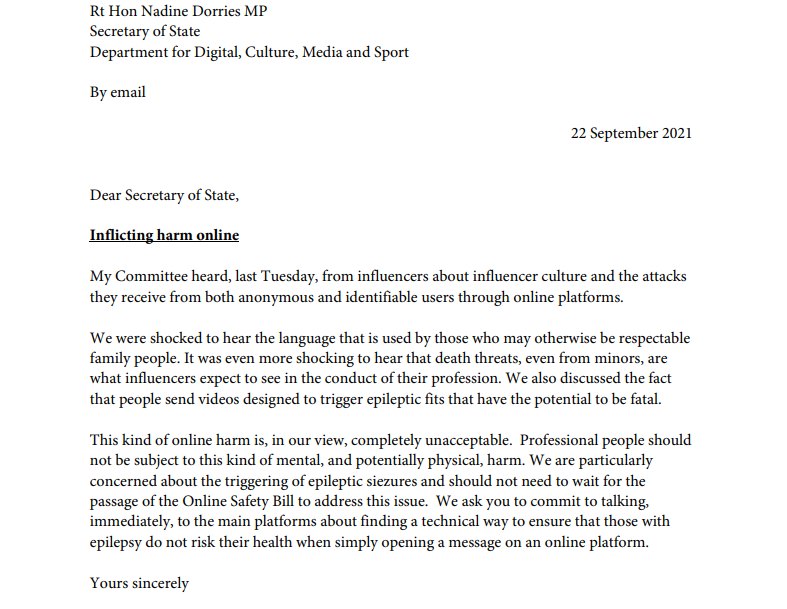 Rt Hon Nadine Dorries MP
Secretary of State
Department for Digital, Culture, Media and Sport
By email
22 September 2021
Dear Secretary of State,
Inflicting harm online
My Committee heard, last Tuesday, from influencers about influencer culture and the attacks
they receive from both anonymous and identifiable users through online platforms.
We were shocked to hear the language that is used by those who may otherwise be respectable
family people. It was even more shocking to hear that death threats, even from minors, are
what influencers expect to see in the conduct of their profession. We also discussed the fact
that people send videos designed to trigger epileptic fits that have the potential to be fatal.
This kind of online harm is, in our view, completely unacceptable.  Professional people should
not be subject to this kind of mental, and potentially physical, harm. We are particularly
concerned about the triggering of epileptic siezures and should not need to wait for the
passage of the Online Safety Bill to address this issue.  We ask you to commit to talking,
immediately, to the main platforms about finding a technical way to ensure that those with
epilepsy do not risk their health when simply opening a message on an online platform.
Yours sincerely